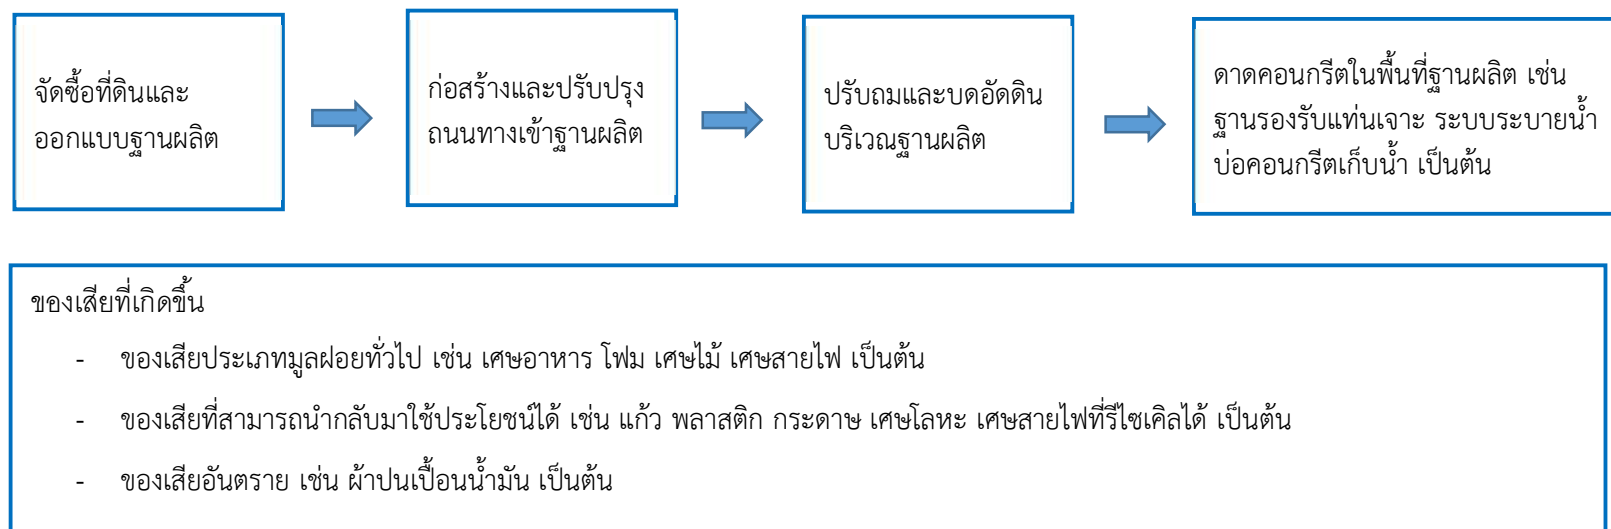 จัดซื้อที่ดินและ
ออกแบบฐานผลิต
ก่อสร้างและปรับปรุง
ถนนทางเข้าฐานผลิต
ปรับถมและบดอัดดิน
บริเวณฐานผลิต
ดาดคอนกรีตในพื้นที่ฐานผลิต เช่น
ฐานรองรับแท่นเจาะ ระบบระบายน้ำ
บ่อคอนกรีตเก็บน้ำ เป็นต้น
ของเสียที่เกิดขึ้น
- ของเสียประเภทมูลฝอยทั่วไป เช่น เศษอาหาร โฟม เศษไม้ เศษสายไฟ เป็นต้น
- ของเสียที่สามารถนำกลับมาใช้ประโยชน์ได้ เช่น แก้ว พลาสติก กระดาษ เศษโลหะ เศษสายไฟที่รีไซเคิลได้ เป็นต้น
- ของเสียอันตราย เช่น ผ้าปนเปื้อนน้ำมัน เป็นต้น